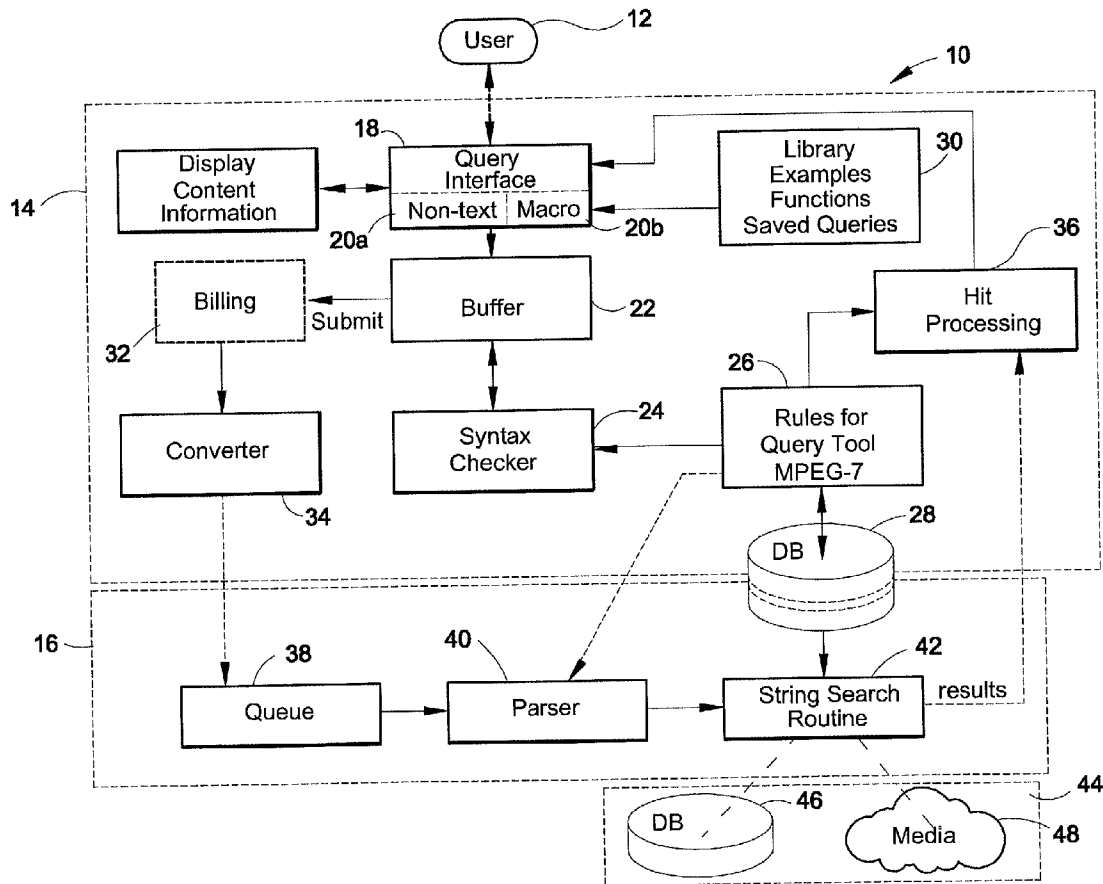 12
User
10
18
Query
Interface
Non-text
Macro
20a
20b
Display
Content
Information
Library
Examples
Functions
Saved Queries
30
14
36
Billing
Submit
Buffer
22
Hit
Processing
32
26
24
Converter
Syntax
Checker
Rules for
Query Tool
MPEG-7
34
28
DB
16
38
40
42
Queue
Parser
String Search
Routine
results
44
46
DB
Media
48